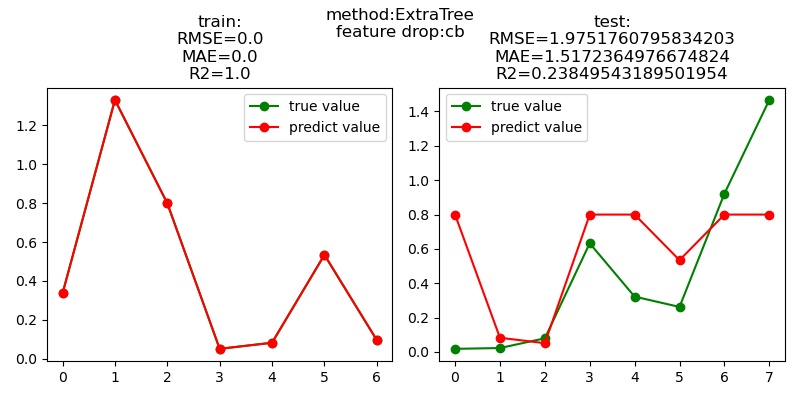 method:ExtraTree
feature drop:cb
train:
RMSE=0.0
MAE=0.0
R2=1.0
test:
RMSE=1.9751760795834203
MAE=1.5172364976674824
R2=0.23849543189501954
true value
predict value
1.2
1.0
0.8
0.6
0.4
0.2
0.0
0 1 2 3 4 5 6
true value
predict value
1.4
1.2
1.0
0.8
0.6
0.4
0.2
0.0
0 1 2 3 4 5 6 7